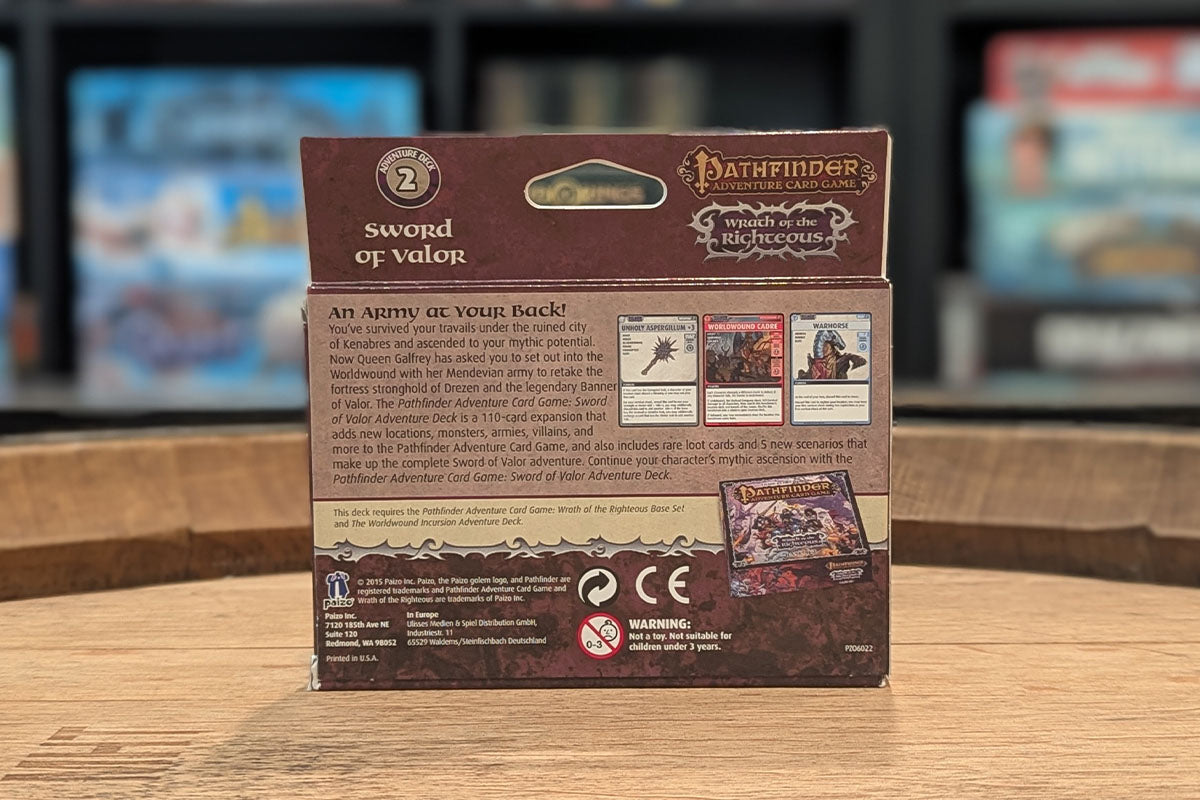 ADVENTURE DECK
2
SWORD
OF VALOR
PATHFINDER
ADVENTURE CARD GAME
WRATH OF THE
RIGHTEOUS
AN ARMY AT YOUR BACK!
You've survived your travails under the ruined city
of Kenabres and ascended to your mythic potential.
Now Queen Galfrey has asked you to set out into the
Worldwound with her Mendevian army to retake the
fortress stronghold of Drezen and the legendary Banner
of Valor. The Pathfinder Adventure Card Game: Sword
of Valor Adventure Deck is a 110-card expansion that
adds new locations, monsters, armies, villains, and
more to the Pathfinder Adventure Card Game, and also includes rare loot cards and 5 new scenarios that
make up the complete Sword of Valor adventure. Continue your character's mythic ascension with the
Pathfinder Adventure Card Game: Sword of Valor Adventure Deck.
UNHOLY ASPERGILLUM +3
WORLDWOUND CADRE
WARHORSE
This deck requires the Pathfinder Adventure Card Game: Wrath of the Righteous Base Set
and The Worldwound Incursion Adventure Deck.
PATHFINDER
ADVENTURE CARD GAME
WRATH OF THE
RIGHTEOUS
PATHFINDER
paizo
© 2015 Paizo Inc. Paizo, the Paizo golem logo, and Pathfinder are
registered trademarks and Pathfinder Adventure Card Game and
Wrath of the Righteous are trademarks of Paizo Inc.
Paizo Inc.
7120 185th Ave NE
Suite 120
Redmond, WA 98052
Printed in U.S.A.
In Europe
Ulisses Medien & Spiel Distribution GmbH,
Industriestr. 11
65529 Waldems/Steinfischbach Deutschland
CE
0-3
WARNING:
Not a toy. Not suitable for
children under 3 years.
PZO6022